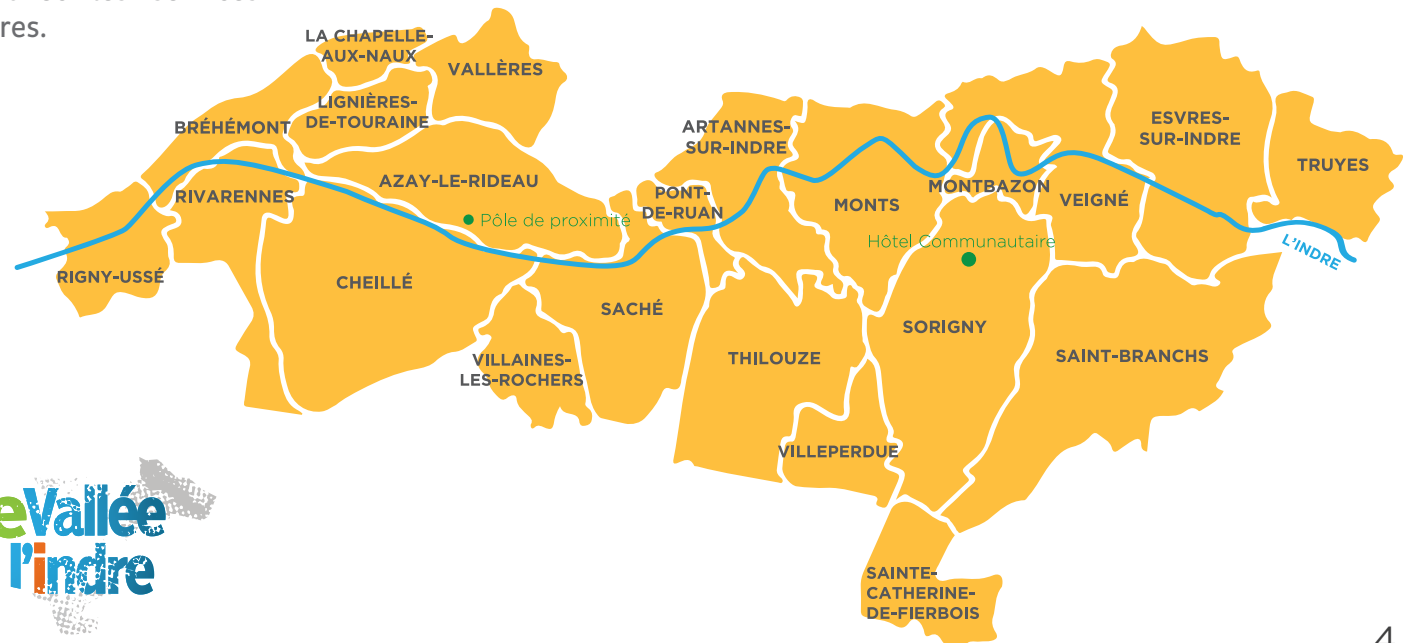 res.
LA CHAPELLE-
AUX-NAUX
VALLÈRES
LIGNIÈRES-
DE-TOURAINE
BRÉHÉMONT
ARTANNES-
SUR-INDRE
ESVRES-
SUR-INDRE
TRUYES
AZAY-LE-RIDEAU
RIVARENNES
PONT-
DE-RUAN
MONTS
MONTBAZON
VEIGNÉ
Pôle de proximité
Hôtel Communautaire
L'INDRE
RIGNY-USSÉ
CHEILLÉ
SACHÉ
SORIGNY
THILOUZE
SAINT-BRANCHS
VILLAINES-
LES-ROCHERS
VILLEPERDUE
eVallée
l'indre
SAINTE-
CATHERINE-
DE-FIERBOIS
4